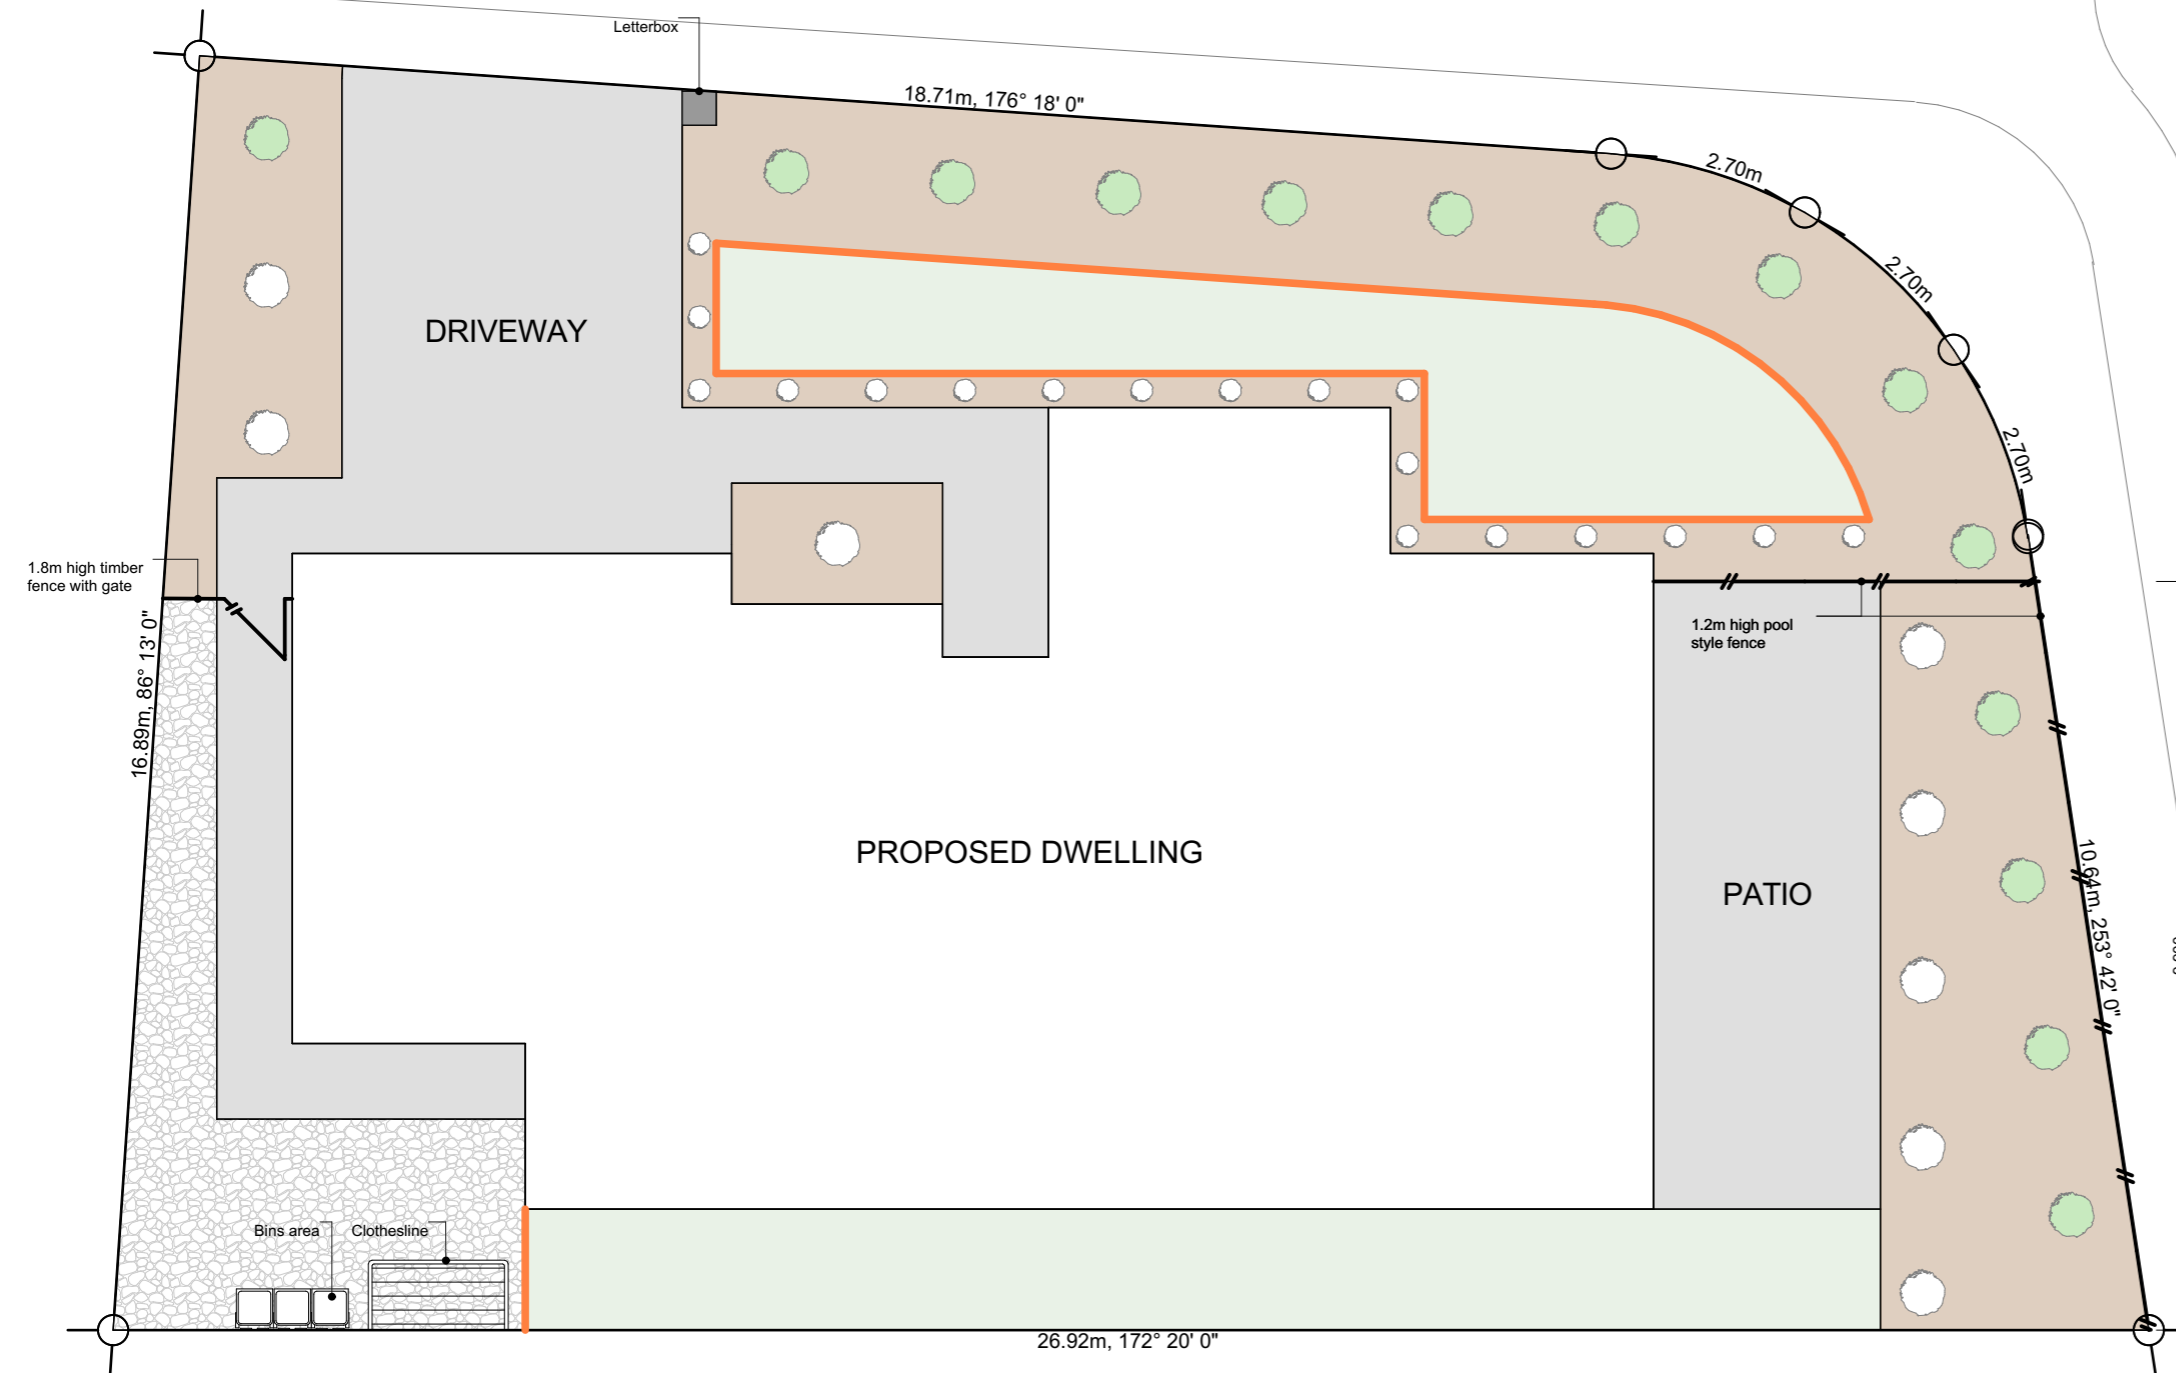 Letterbox
18.71m, 176° 18' 0"
2.70m
2.70m
2.70m
DRIVEWAY
1.8m high timber
fence with gate
1.2m high pool
style fence
16.89m, 86° 13' 0"
PROPOSED DWELLING
PATIO
10.64m, 253° 42' 0"
Bins area
Clothesline
26.92m, 172° 20' 0"